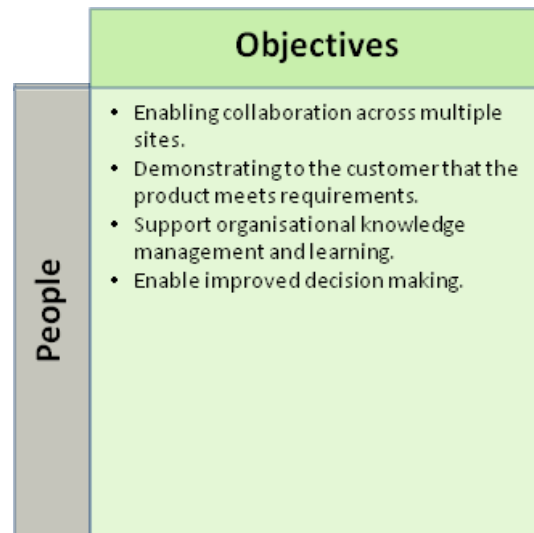 Objectives
• Enabling collaboration across multiple
sites.
• Demonstrating to the customer that the
product meets requirements.
• Support organisational knowledge
management and learning.
• Enable improved decision making.
People